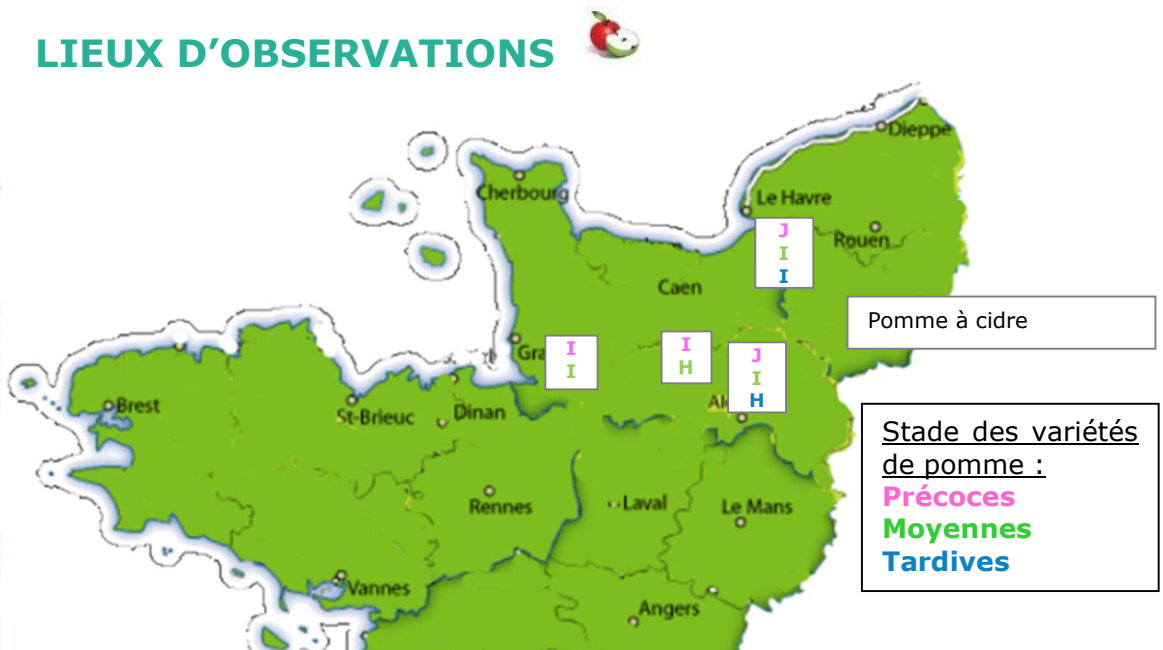 LIEUX D’OBSERVATIONS
Dieppe
Cherbourg
Le Havre
J
I
I
Rouen
Caen
Pomme à cidre
Gra
I
I
I
H
J
I
H
Brest
St-Brieuc
Dinan
Stade des variétés
de pomme :
Précoces
Moyennes
Tardives
Rennes
Laval
Le Mans
Vannes
Angers